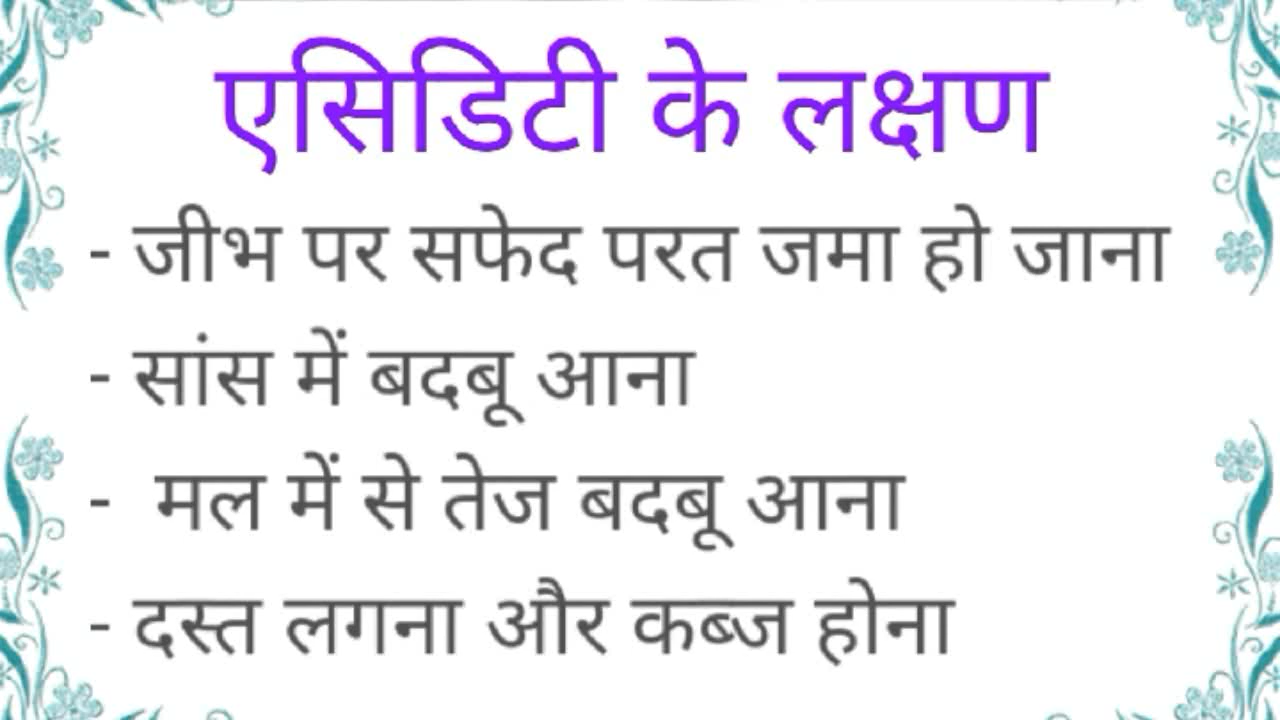 एसिडिटी के लक्षण
- जीभ पर सफेद परत जमा हो जाना
- सांस में बदबू आना
- मल में से तेज बदबू आना
- दस्त लगना और कब्ज होना